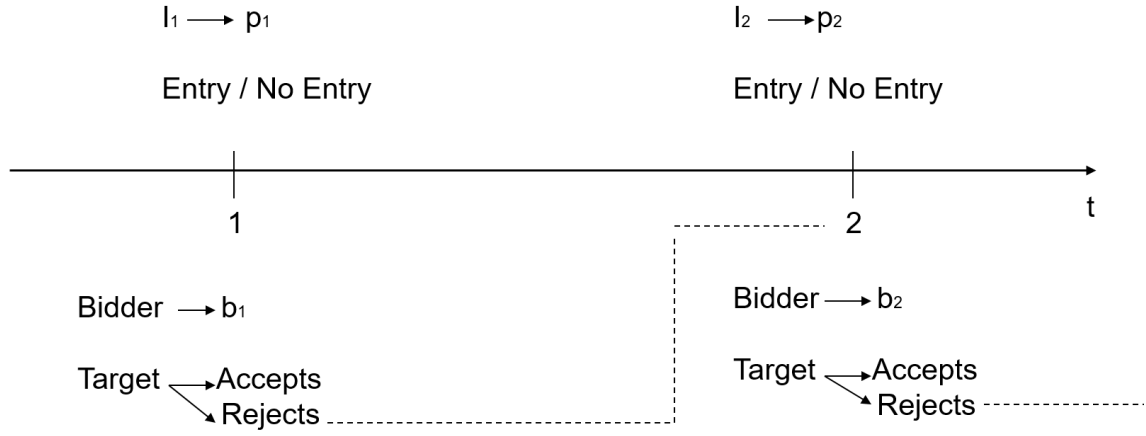 I₁ → p₁
I₂ → p₂
Entry / No Entry
Entry / No Entry
1
2
t
Bidder → b₁
Target → Accepts
Rejects
Bidder → b₂
Target → Accepts
Rejects